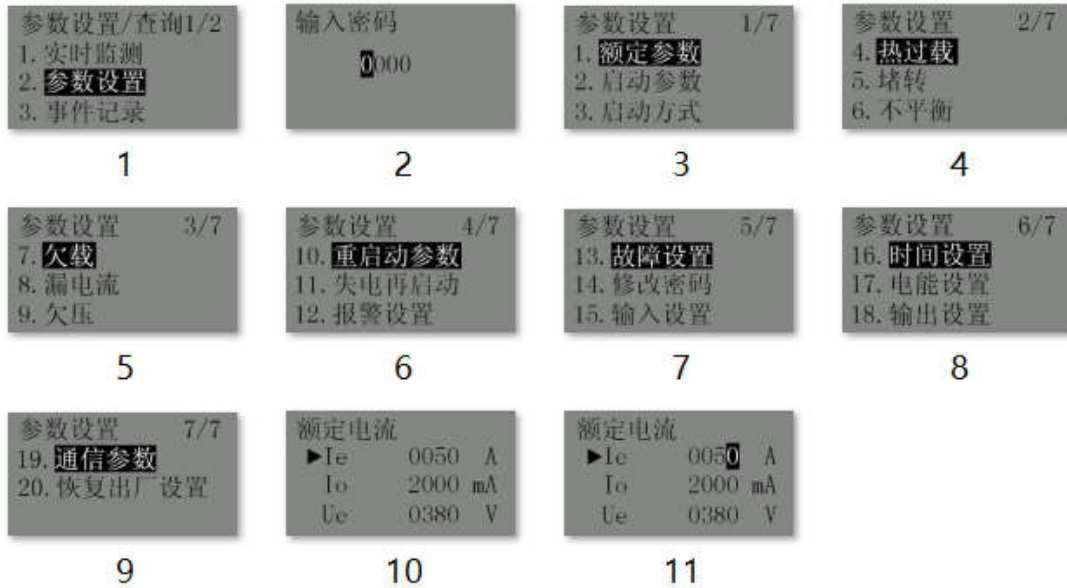 参数设置/查询1/2
1. 实时监测
2. 参数设置
3. 事件记录
1
输入密码
0000
2
参数设置 1/7
1. 额定参数
2. 启动参数
3. 启动方式
3
参数设置 2/7
4. 热过载
5. 堵转
6. 不平衡
4
参数设置 3/7
7. 欠载
8. 漏电流
9. 欠压
5
参数设置 4/7
10. 重启动参数
11. 失电再启动
12. 报警设置
6
参数设置 5/7
13. 故障设置
14. 修改密码
15. 输入设置
7
参数设置 6/7
16. 时间设置
17. 电能设置
18. 输出设置
8
参数设置 7/7
19. 通信参数
20. 恢复出厂设置
9
额定电流
▶Ie 0050 A
Io 2000 mA
Ue 0380 V
10
额定电流
▶Ie 0050 A
Io 2000 mA
Ue 0380 V
11